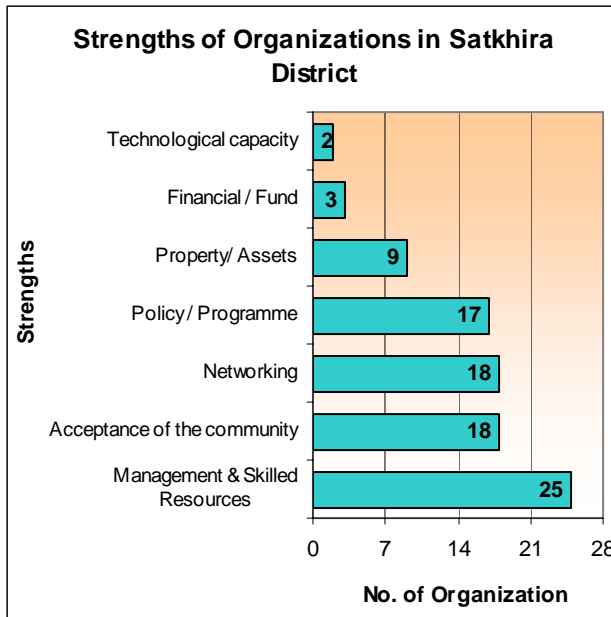 Strengths of Organizations in Satkhira
District
Strengths
Technological capacity
2
Financial / Fund
3
Property/ Assets
9
Policy / Programme
17
Networking
18
Acceptance of the community
18
Management & Skilled
Resources
25
0 7 14 21 28
No. of Organization